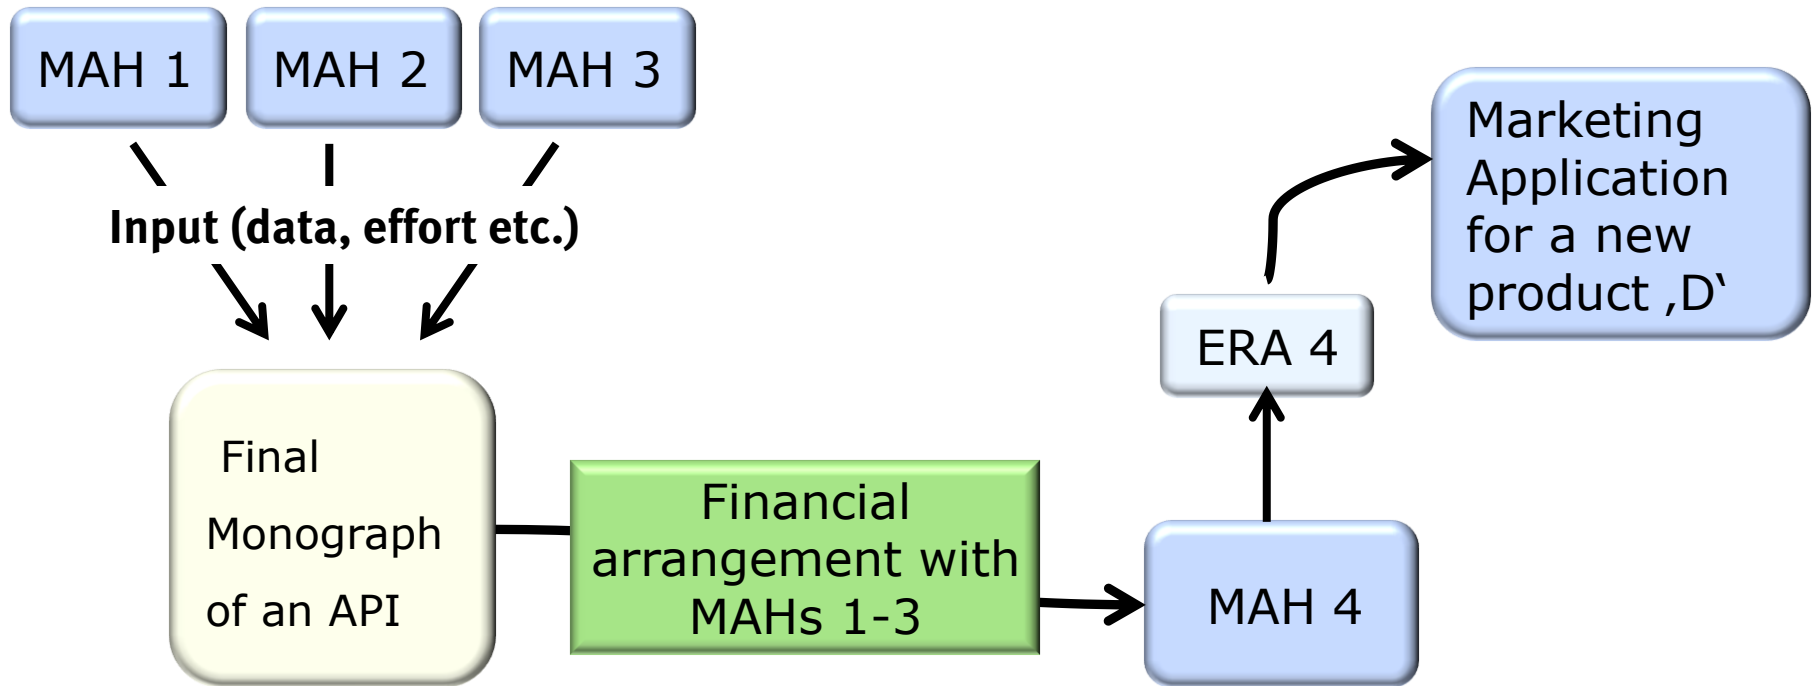 MAH 1
MAH 2
MAH 3
Input (data, effort etc.)
Final
Monograph
of an API
Financial
arrangement with
MAHs 1-3
MAH 4
ERA 4
Marketing
Application
for a new
product ‚D‘